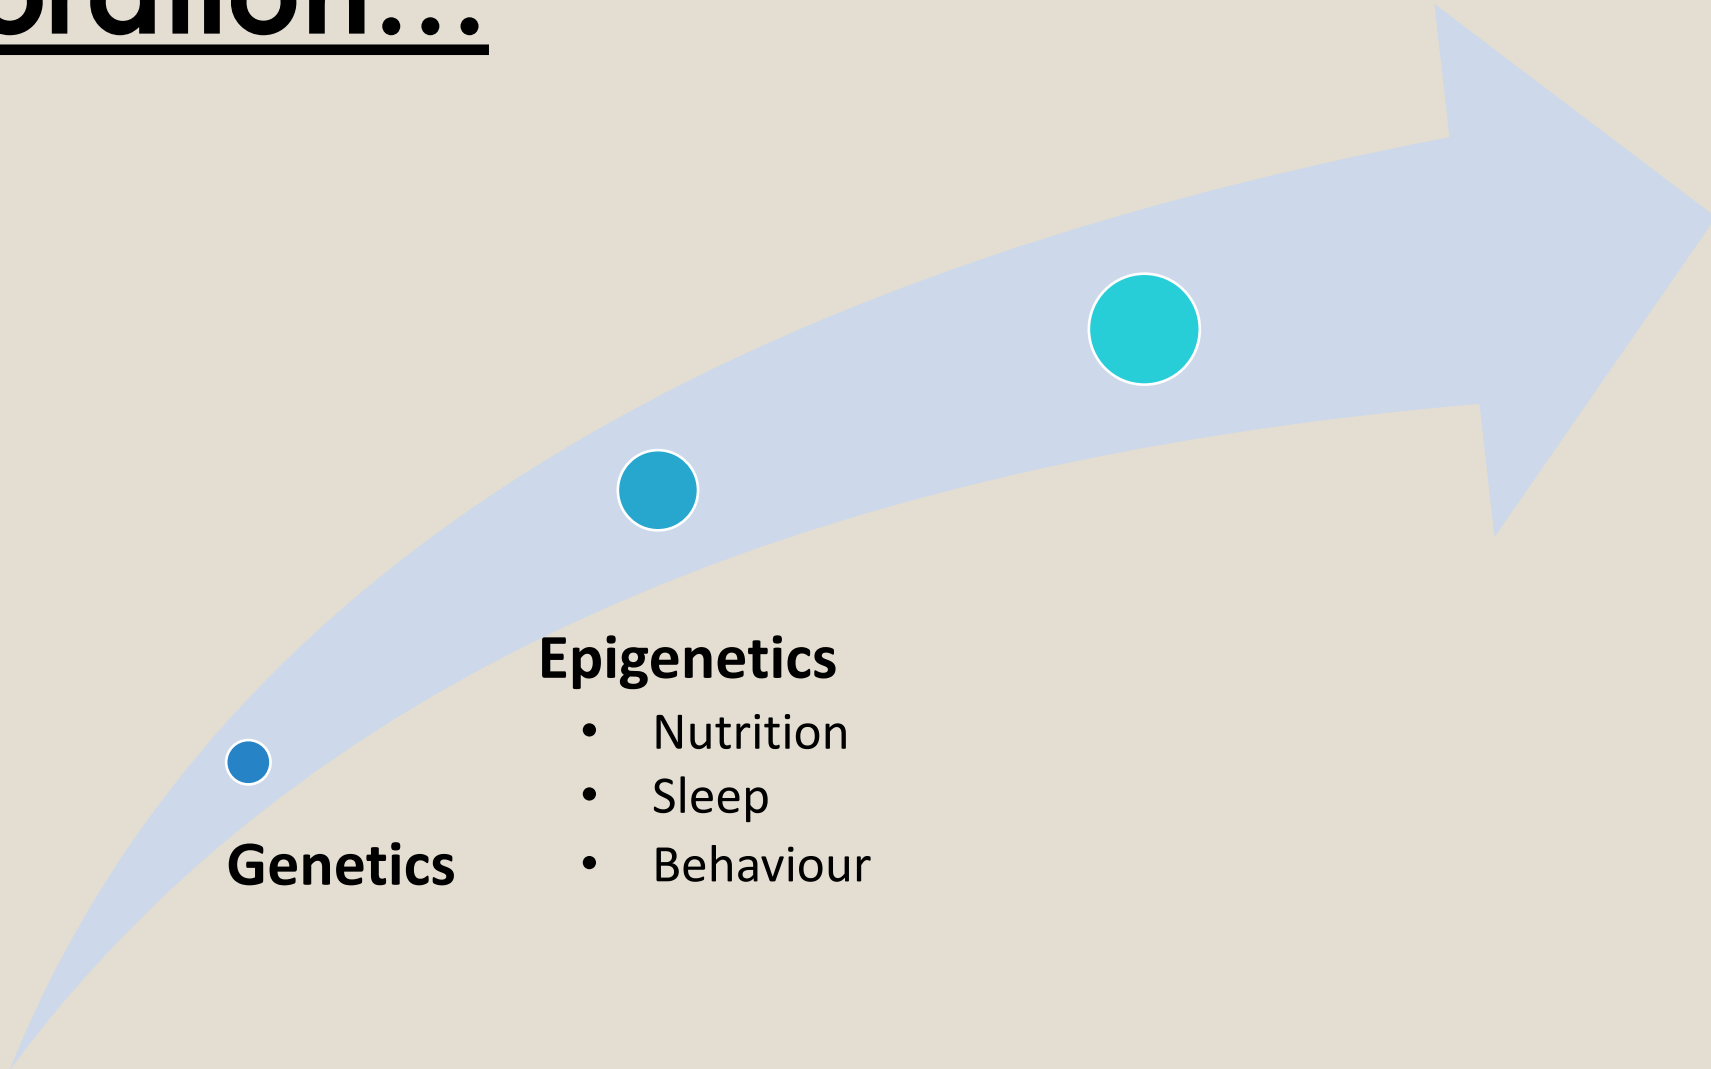 Epigenetics
• Nutrition
• Sleep
• Behaviour
Genetics